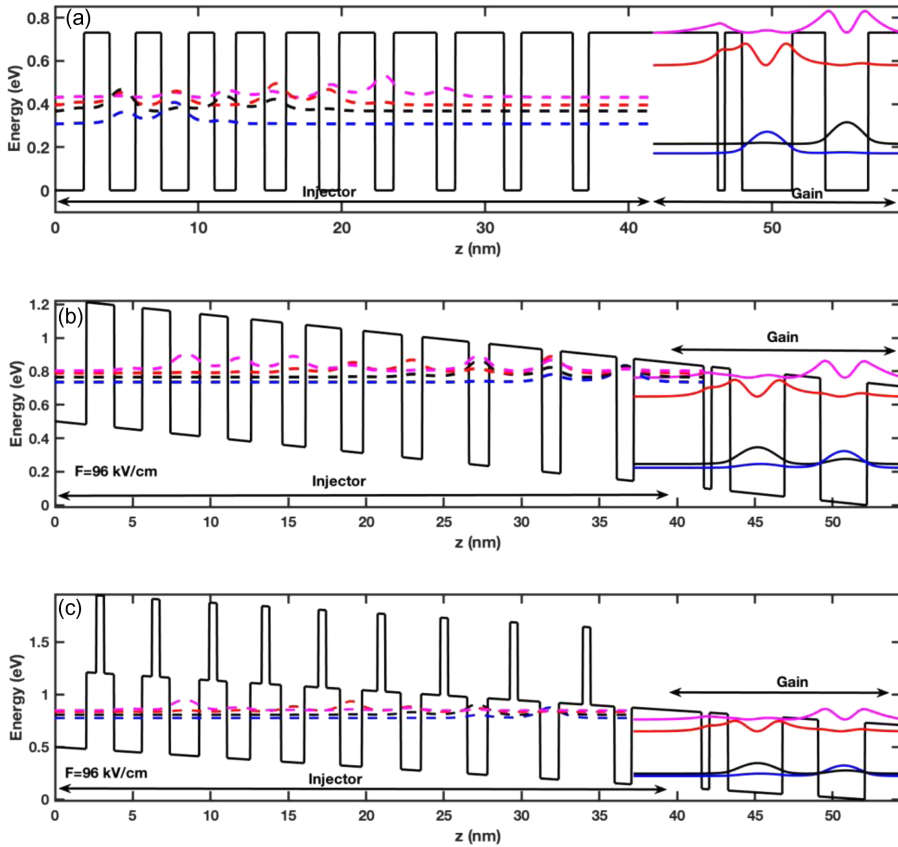 (a)
Energy (eV)
0.8
0.6
0.4
0.2
0
Injector
Gain
0 10 20 30 40 50
z (nm)
(b)
Energy (eV)
1.2
1
0.8
0.6
0.4
0.2
0
Gain
F=96 kV/cm
Injector
0 5 10 15 20 25 30 35 40 45 50
z (nm)
(c)
Energy (eV)
1.5
1
0.5
0
Gain
F=96 kV/cm
Injector
0 5 10 15 20 25 30 35 40 45 50
z (nm)